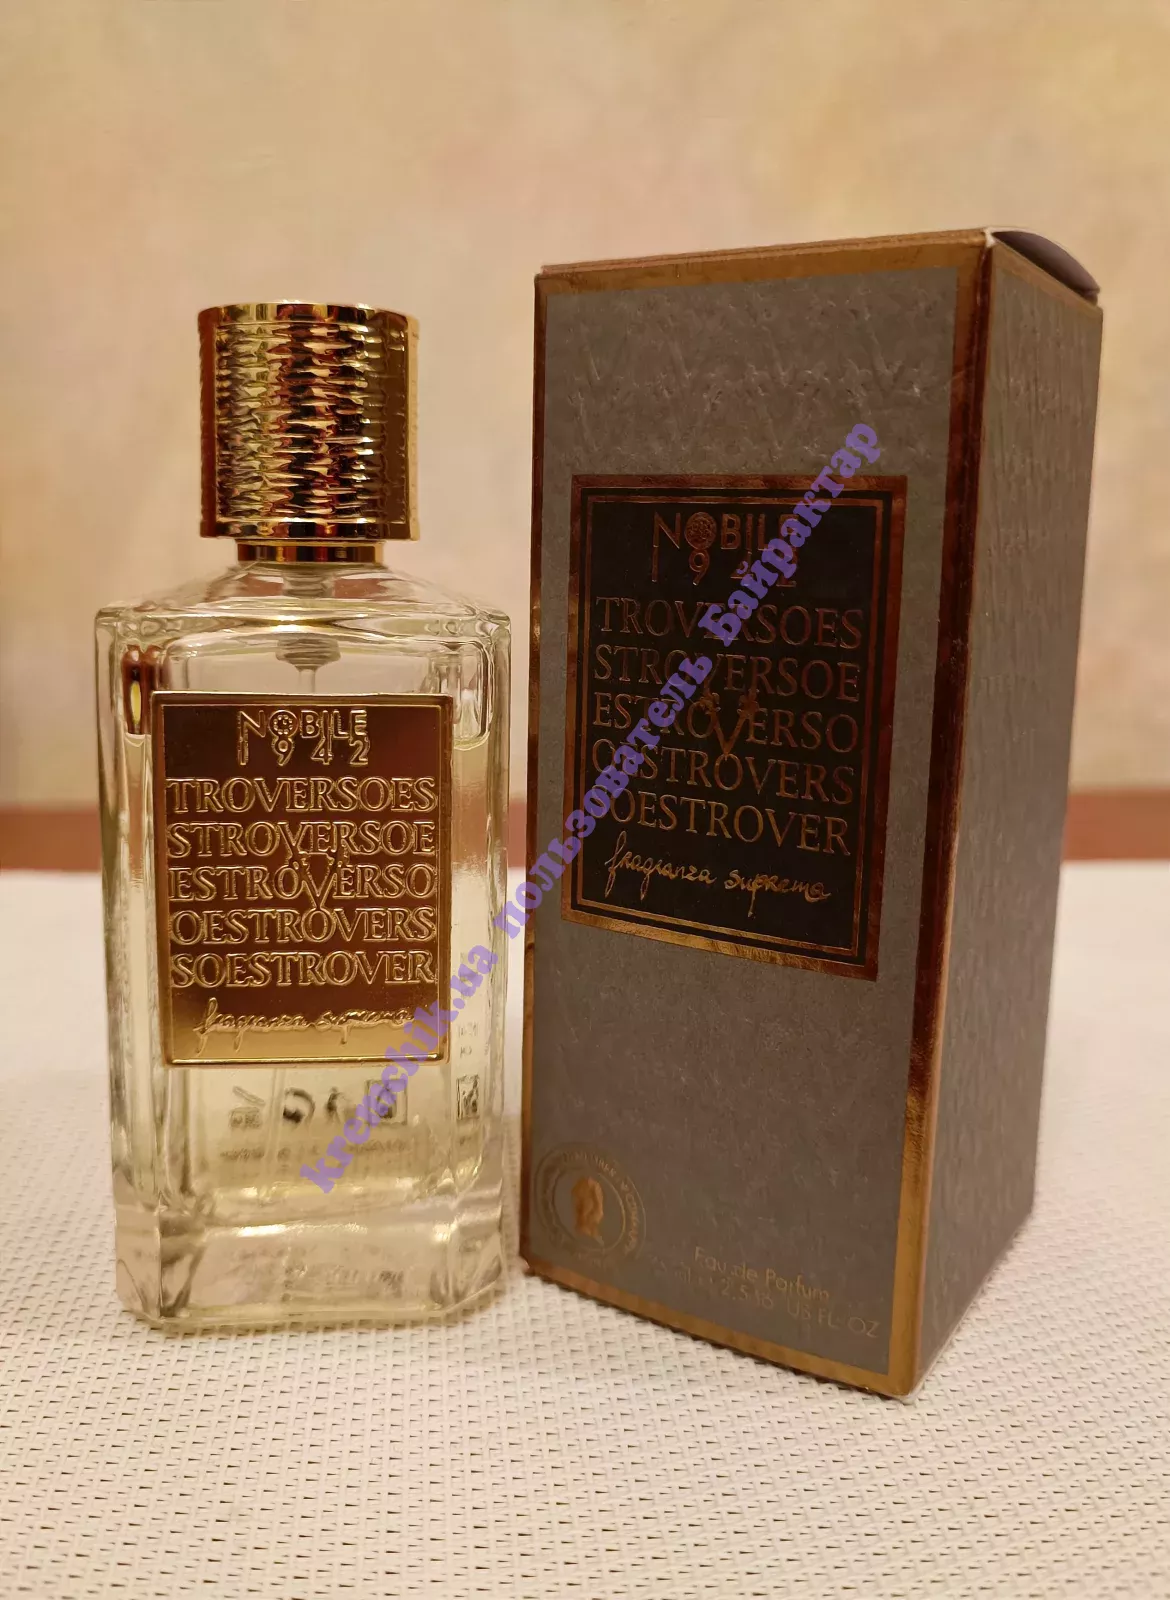 NOBILE
1942
TROVERSOES
STROVERSOE
ESTROVERSO
OESTROVERS
SOESTROVER
fragranza suprema
NOBILE
1942
TROVERSOES
STROVERSOE
ESTROVERSO
OESTROVERS
SOESTROVER
fragranza suprema
Eau de Parfum
US FL. OZ
kremchik.ua пользователь Байрактар